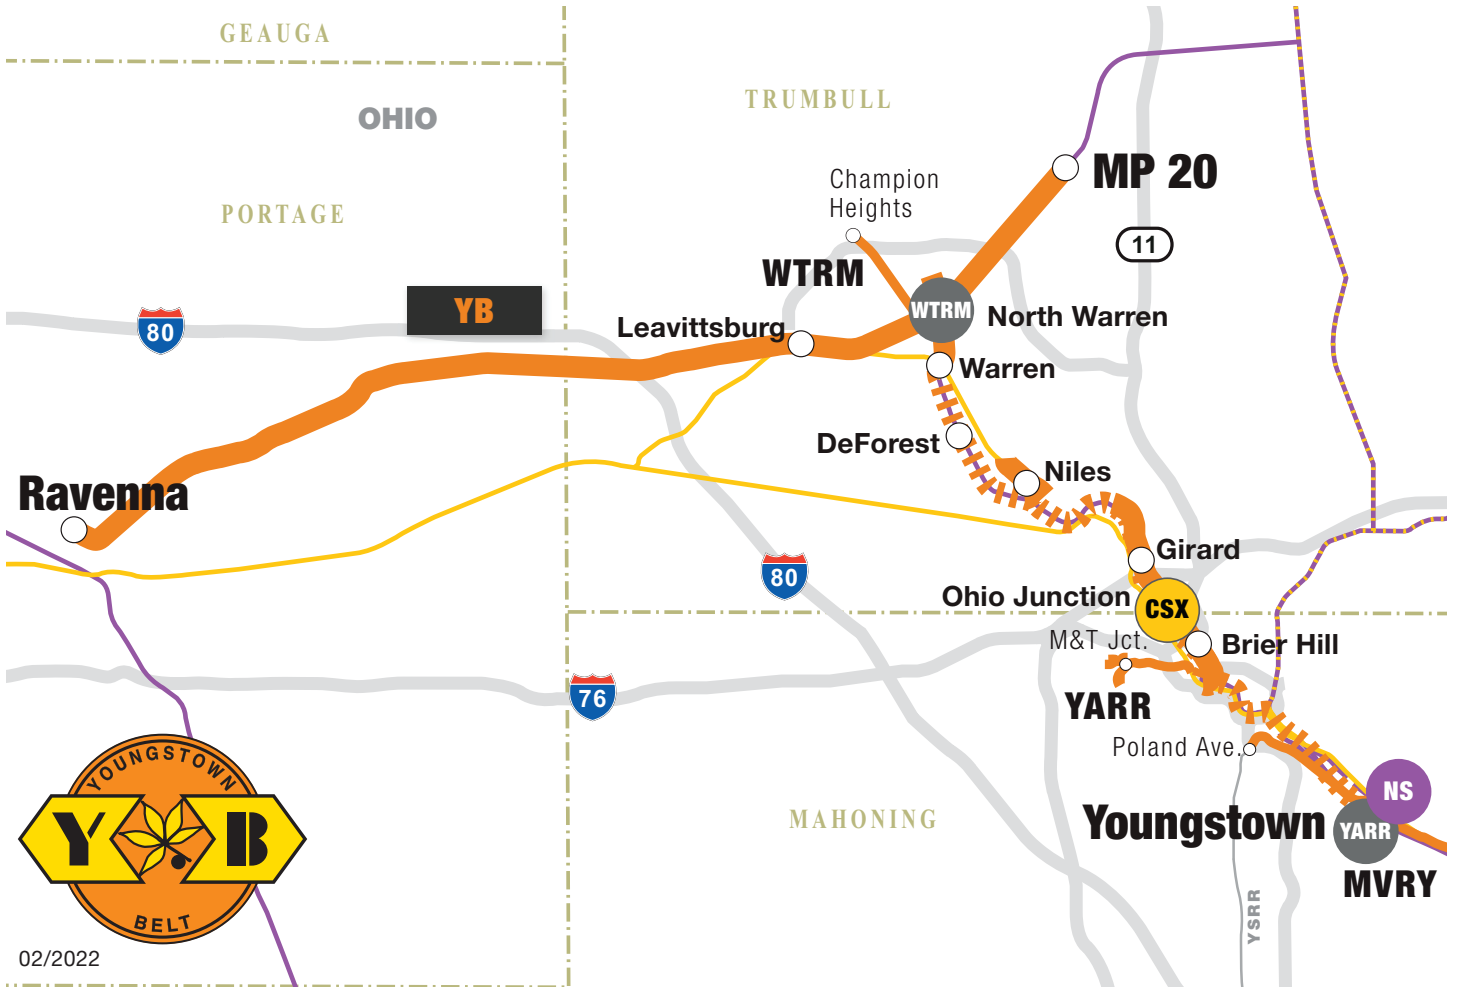 GEAUGA
OHIO
TRUMBULL
PORTAGE
MP 20
Champion
Heights
11
WTRM
WTRM
North Warren
YB
80
Leavittsburg
Warren
DeForest
Niles
Ravenna
Girard
80
Ohio Junction
CSX
M&T Jct.
Brier Hill
76
YARR
Poland Ave.
YOUNGSTOWN
Y B
BELT
NS
MAHONING
Youngstown
YARR
MVRY
YSRR
02/2022